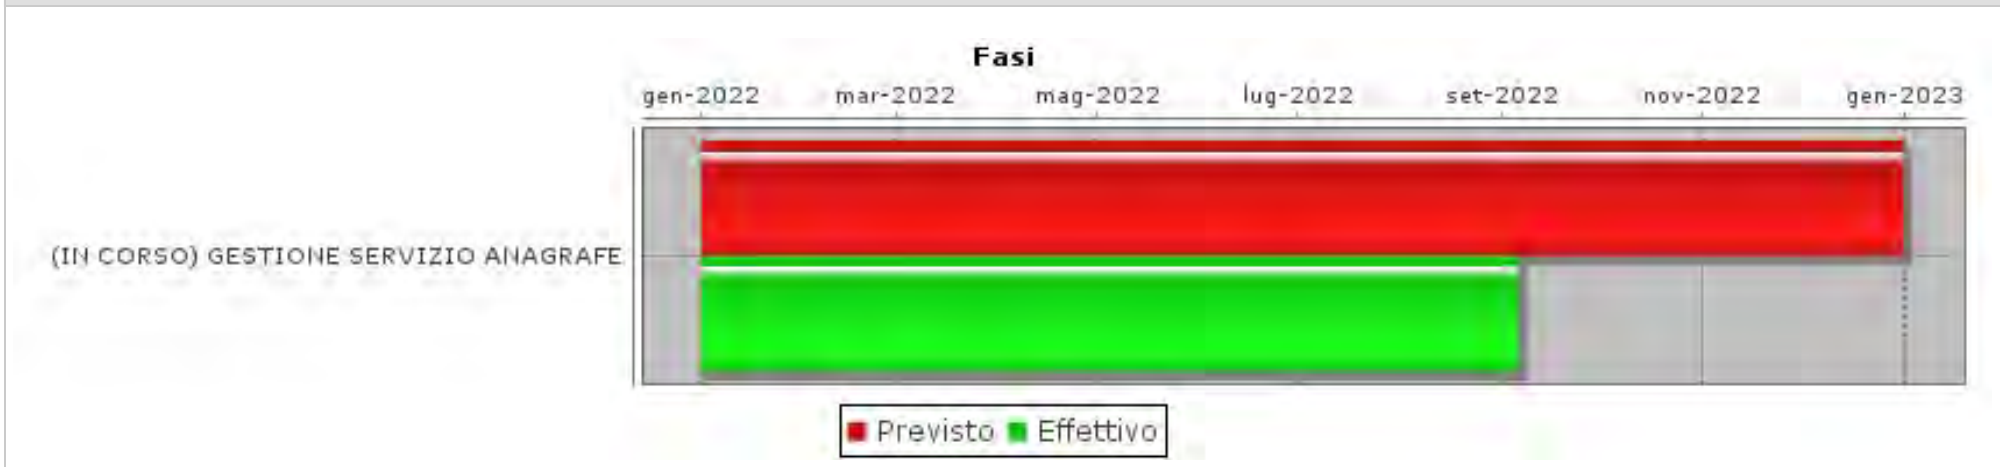 Fasi
gen-2022 mar-2022 mag-2022 lug-2022 set-2022 nov-2022 gen-2023
(IN CORSO) GESTIONE SERVIZIO ANAGRAFE
Previsto Effettivo